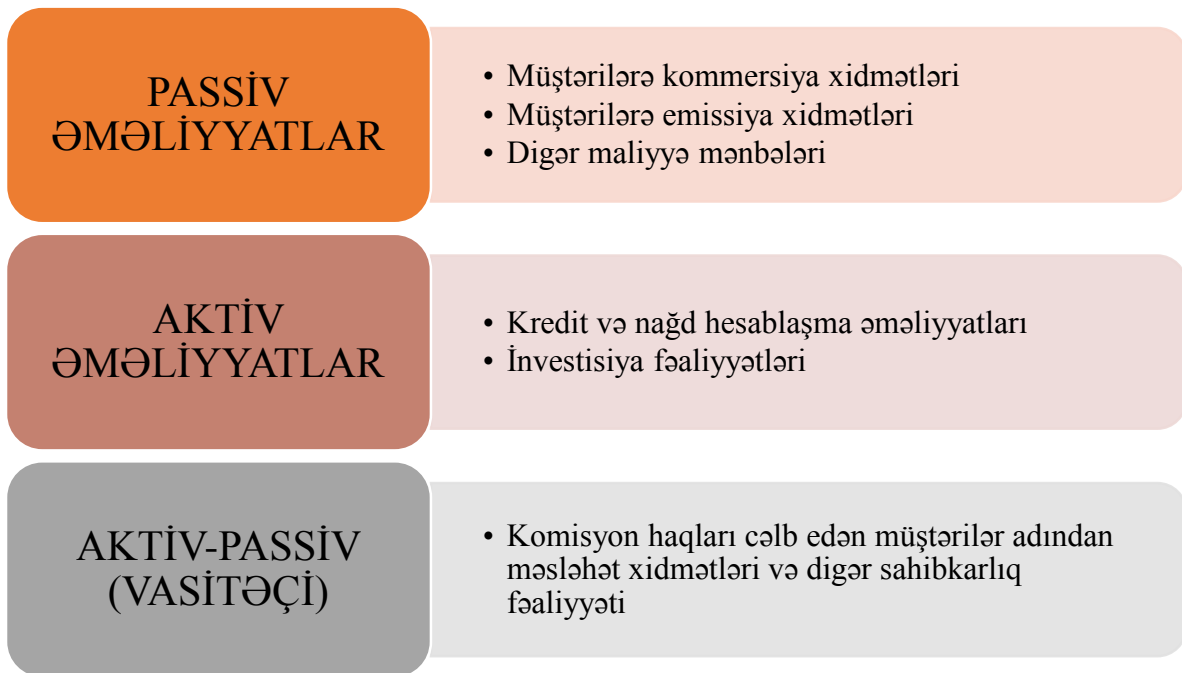 PASSİV
ƏMƏLİYYATLAR
• Müştərilərə kommersiya xidmətləri
• Müştərilərə emissiya xidmətləri
• Digər maliyyə mənbələri
AKTİV
ƏMƏLİYYATLAR
• Kredit və nağd hesablaşma əməliyyatları
• İnvestisiya fəaliyyətləri
AKTİV-PASSİV
(VASİTƏÇİ)
• Komisyon haqları cəlb edən müştərilər adından
məsləhət xidmətləri və digər sahibkarlıq
fəaliyyəti